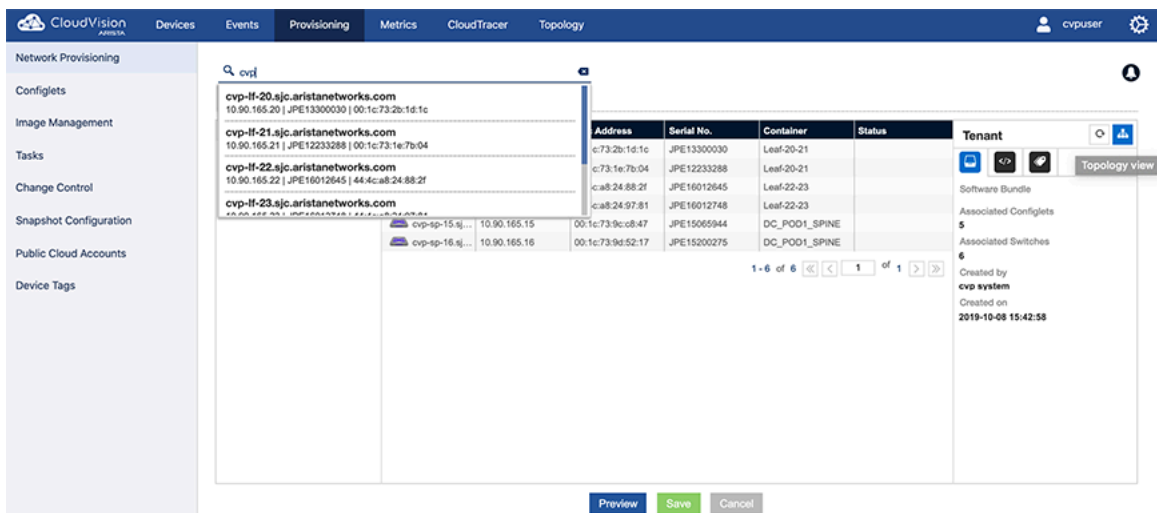 CloudVision
ARISTA
Devices Events Provisioning Metrics CloudTracer Topology cvpuser
Network Provisioning
Configlets
Image Management
Tasks
Change Control
Snapshot Configuration
Public Cloud Accounts
Device Tags
cvp
cvp-lf-20.sjc.aristanetworks.com
10.90.165.20 | JPE13300030 | 00:1c:73:2b:1d:1c
cvp-lf-21.sjc.aristanetworks.com
10.90.165.21 | JPE12233288 | 00:1c:73:1e:7b:04
cvp-lf-22.sjc.aristanetworks.com
10.90.165.22 | JPE16012645 | 44:4c:a8:24:88:2f
cvp-lf-23.sjc.aristanetworks.com
Address Serial No. Container Status
c:73:2b:1d:1c JPE13300030 Leaf-20-21
c:73:1e:7b:04 JPE12233288 Leaf-20-21
c:a8:24:88:2f JPE16012645 Leaf-22-23
c:a8:24:97:81 JPE16012748 Leaf-22-23
cvp-sp-15.sj... 10.90.165.15 00:1c:73:9c:c8:47 JPE15065944 DC_POD1_SPINE
cvp-sp-16.sj... 10.90.165.16 00:1c:73:9d:52:17 JPE15200275 DC_POD1_SPINE
1 - 6 of 6 1 of 1
Tenant
Topology view
Software Bundle
Associated Configlets
5
Associated Switches
6
Created by
cvp system
Created on
2019-10-08 15:42:58
Preview Save Cancel